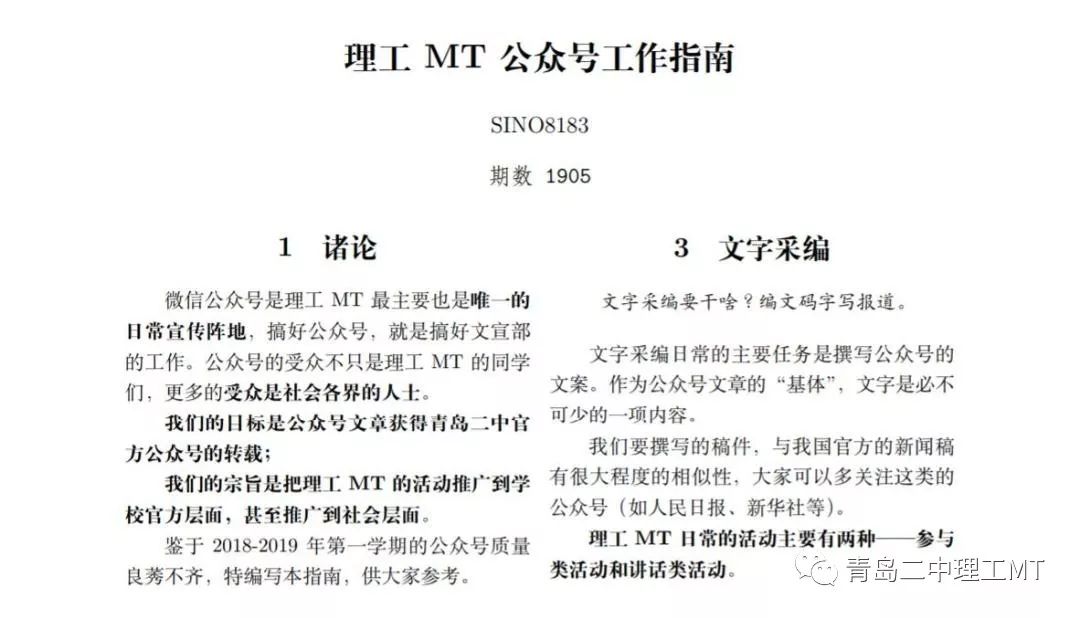 理工 MT 公众号工作指南
SINO8183
期数 1905
1 诸论
微信公众号是理工 MT 最主要也是唯一的
日常宣传阵地，搞好公众号，就是搞好文宣部
的工作。公众号的受众不只是理工 MT 的同学
们，更多的受众是社会各界的人士。
我们的目标是公众号文章获得青岛二中官
方公众号的转载；
我们的宗旨是把理工 MT 的活动推广到学
校官方层面，甚至推广到社会层面。
鉴于 2018-2019 年第一学期的公众号质量
良莠不齐，特编写本指南，供大家参考。
3 文字采编
文字采编要干啥？编文码字写报道。
文字采编日常的主要任务是撰写公众号的
文案。作为公众号文章的“基体”，文字是必不
可少的一项内容。
我们要撰写的稿件，与我国官方的新闻稿
有很大程度的相似性，大家可以多关注这类的
公众号（如人民日报、新华社等）。
理工 MT 日常的活动主要有两种——参与
类活动和讲话类活动。
青岛二中理工MT